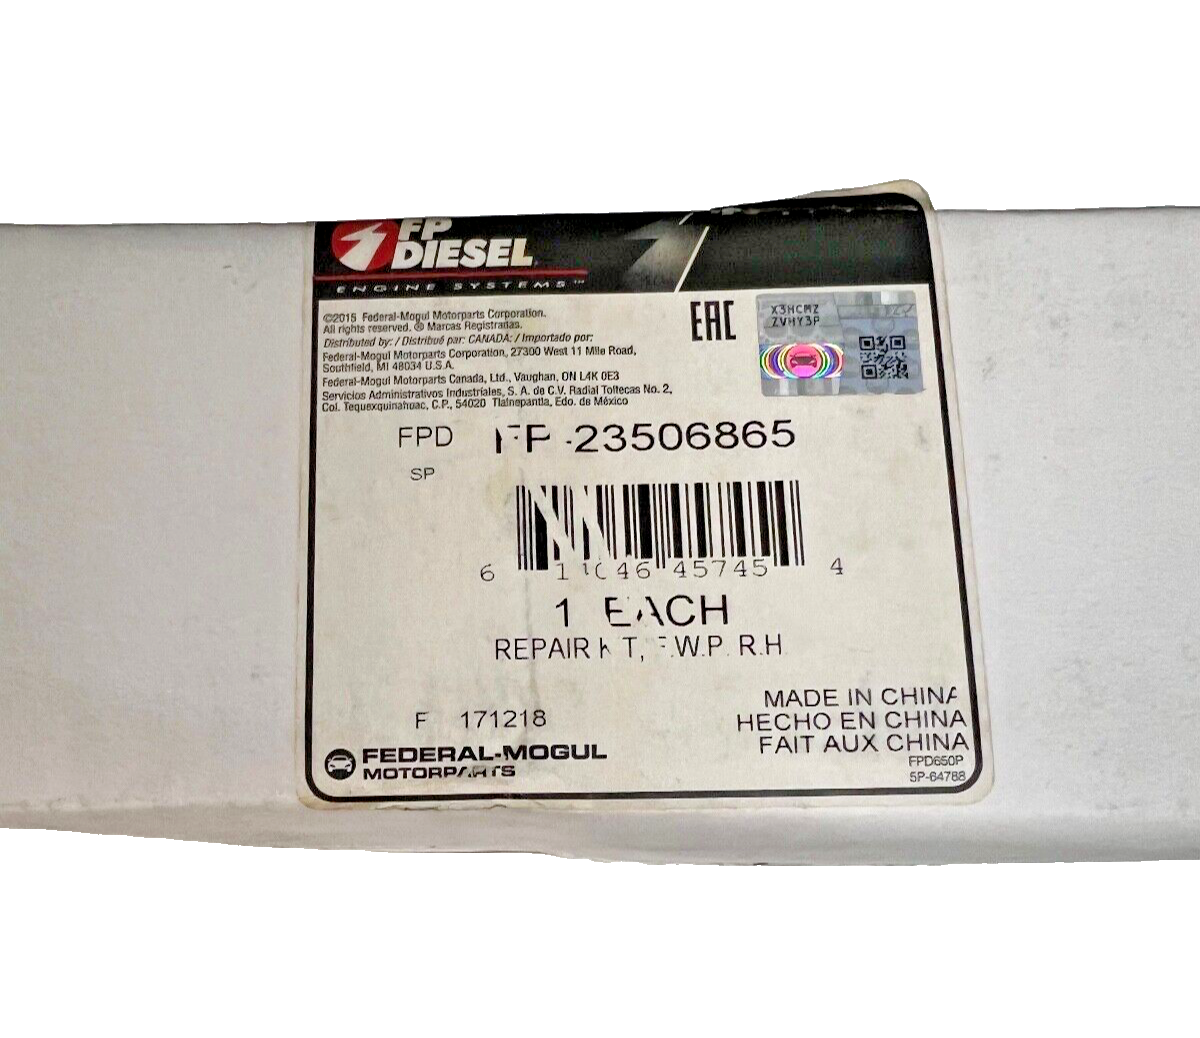 FP
DIESEL
ENGINE SYSTEMS™
©2015 Federal-Mogul Motorparts Corporation.
All rights reserved. ® Marcas Registradas.
Distributed by: / Distribué par: CANADA: / Importado por:
Federal-Mogul Motorparts Corporation, 27300 West 11 Mile Road,
Southfield, MI 48034 U.S.A.
Federal-Mogul Motorparts Canada, Ltd., Vaughan, ON L4K 0E3
Servicios Administrativos Industriales, S. A. de C.V. Radial Toltecas No. 2,
Col. Tequexquinahuac, C.P., 54020 Tlalnepantla, Edo. de México
EAC
X3HCMZ
ZVHY3P
FPD FP-23506865
SP
6 1 046 45745 4
1 EACH
REPAIR KIT, F.W.P. R.H.
F 171218
MADE IN CHINA
HECHO EN CHINA
FAIT AUX CHINA
FEDERAL-MOGUL
MOTORPARTS
FPD650P
5P-64788